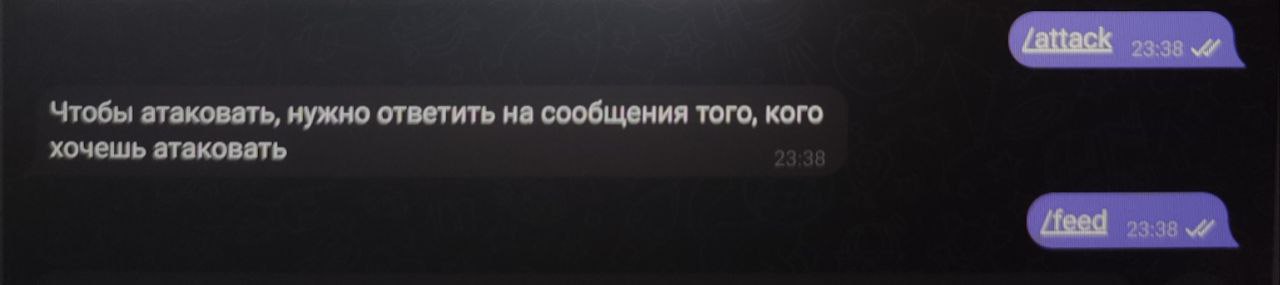 /attack 23:38
Чтобы атаковать, нужно ответить на сообщения того, кого
хочешь атаковать 23:38
/feed 23:38